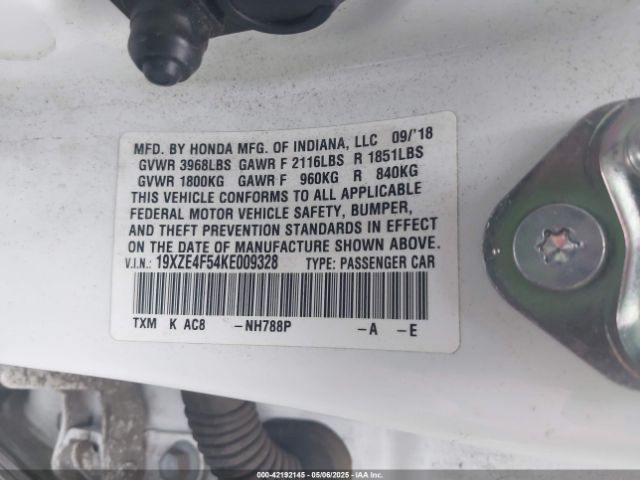 MFD. BY HONDA MFG. OF INDIANA, LLC 09/'18
GVWR 3968LBS GAWR F 2116LBS R 1851LBS
GVWR 1800KG GAWR F 960KG R 840KG
THIS VEHICLE CONFORMS TO ALL APPLICABLE
FEDERAL MOTOR VEHICLE SAFETY, BUMPER,
AND THEFT PREVENTION STANDARDS IN EFFECT
ON THE DATE OF MANUFACTURE SHOWN ABOVE.
V.I.N.: 19XZE4F54KE009328 TYPE: PASSENGER CAR
TXM K AC8 -NH788P -A -E
000-42192145 - 05/06/2025 - IAA Inc.